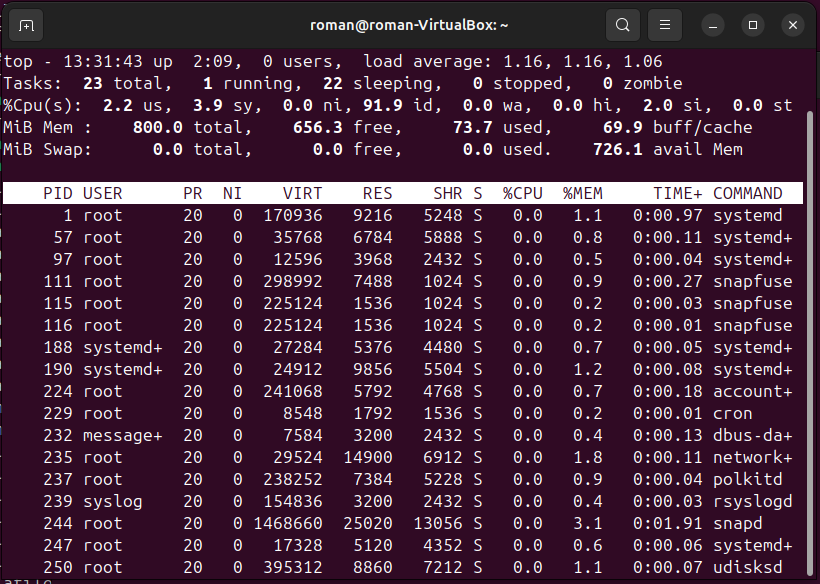 roman@roman-VirtualBox: ~
top - 13:31:43 up  2:09,  0 users,  load average: 1.16, 1.16, 1.06
Tasks:  23 total,   1 running,  22 sleeping,   0 stopped,   0 zombie
%Cpu(s):  2.2 us,  3.9 sy,  0.0 ni, 91.9 id,  0.0 wa,  0.0 hi,  2.0 si,  0.0 st
MiB Mem :    800.0 total,    656.3 free,     73.7 used,     69.9 buff/cache
MiB Swap:      0.0 total,      0.0 free,      0.0 used.    726.1 avail Mem
PID USER      PR  NI    VIRT    RES    SHR S  %CPU  %MEM     TIME+ COMMAND
1 root      20   0  170936   9216   5248 S   0.0   1.1   0:00.97 systemd
57 root      20   0   35768   6784   5888 S   0.0   0.8   0:00.11 systemd+
97 root      20   0   12596   3968   2432 S   0.0   0.5   0:00.04 systemd+
111 root      20   0  298992   7488   1024 S   0.0   0.9   0:00.27 snapfuse
115 root      20   0  225124   1536   1024 S   0.0   0.2   0:00.03 snapfuse
116 root      20   0  225124   1536   1024 S   0.0   0.2   0:00.01 snapfuse
188 systemd+  20   0   27284   5376   4480 S   0.0   0.7   0:00.05 systemd+
190 systemd+  20   0   24912   9856   5504 S   0.0   1.2   0:00.08 systemd+
224 root      20   0  241068   5792   4768 S   0.0   0.7   0:00.18 account+
229 root      20   0    8548   1792   1536 S   0.0   0.2   0:00.01 cron
232 message+  20   0    7584   3200   2432 S   0.0   0.4   0:00.13 dbus-da+
235 root      20   0   29524  14900   6912 S   0.0   1.8   0:00.11 network+
237 root      20   0  238252   7384   5228 S   0.0   0.9   0:00.04 polkitd
239 syslog    20   0  154836   3200   2432 S   0.0   0.4   0:00.03 rsyslogd
244 root      20   0 1468660  25020  13056 S   0.0   3.1   0:01.91 snapd
247 root      20   0   17328   5120   4352 S   0.0   0.6   0:00.06 systemd+
250 root      20   0  395312   8860   7212 S   0.0   1.1   0:00.07 udisksd